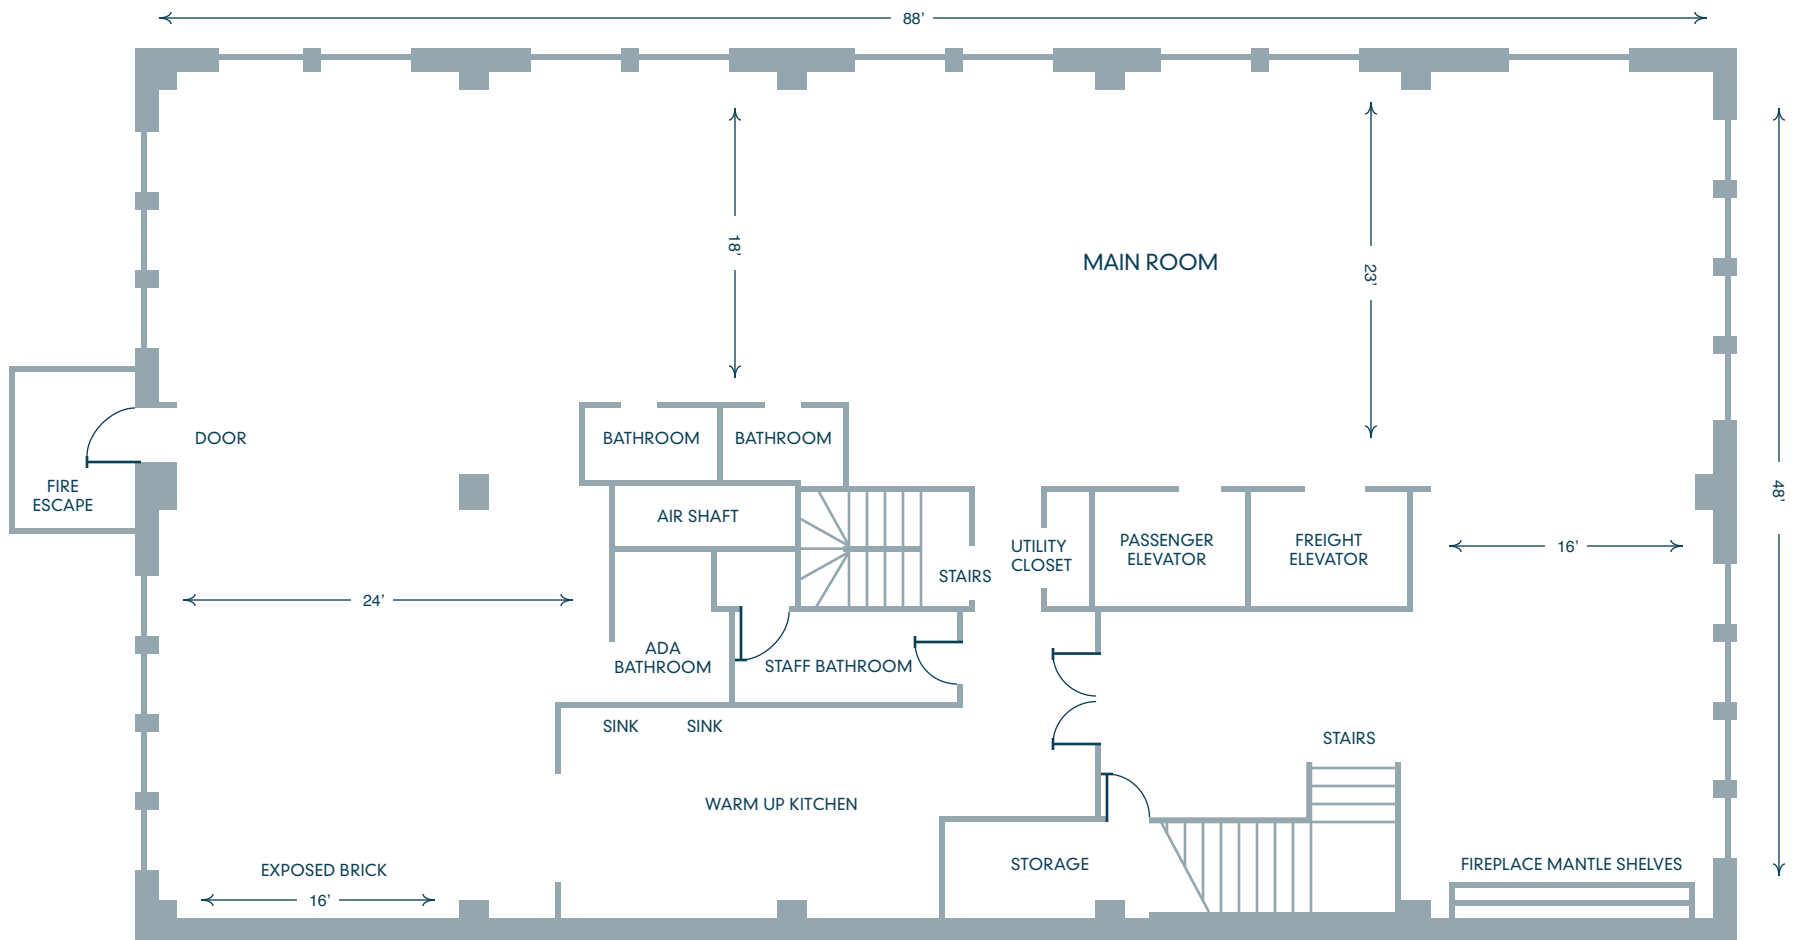 88’
18’
MAIN ROOM
23’
DOOR
BATHROOM
BATHROOM
FIRE
ESCAPE
48’
AIR SHAFT
PASSENGER
ELEVATOR
FREIGHT
ELEVATOR
UTILITY
CLOSET
16’
STAIRS
24’
ADA
BATHROOM
STAFF BATHROOM
SINK
SINK
STAIRS
WARM UP KITCHEN
STORAGE
FIREPLACE MANTLE SHELVES
EXPOSED BRICK
16’